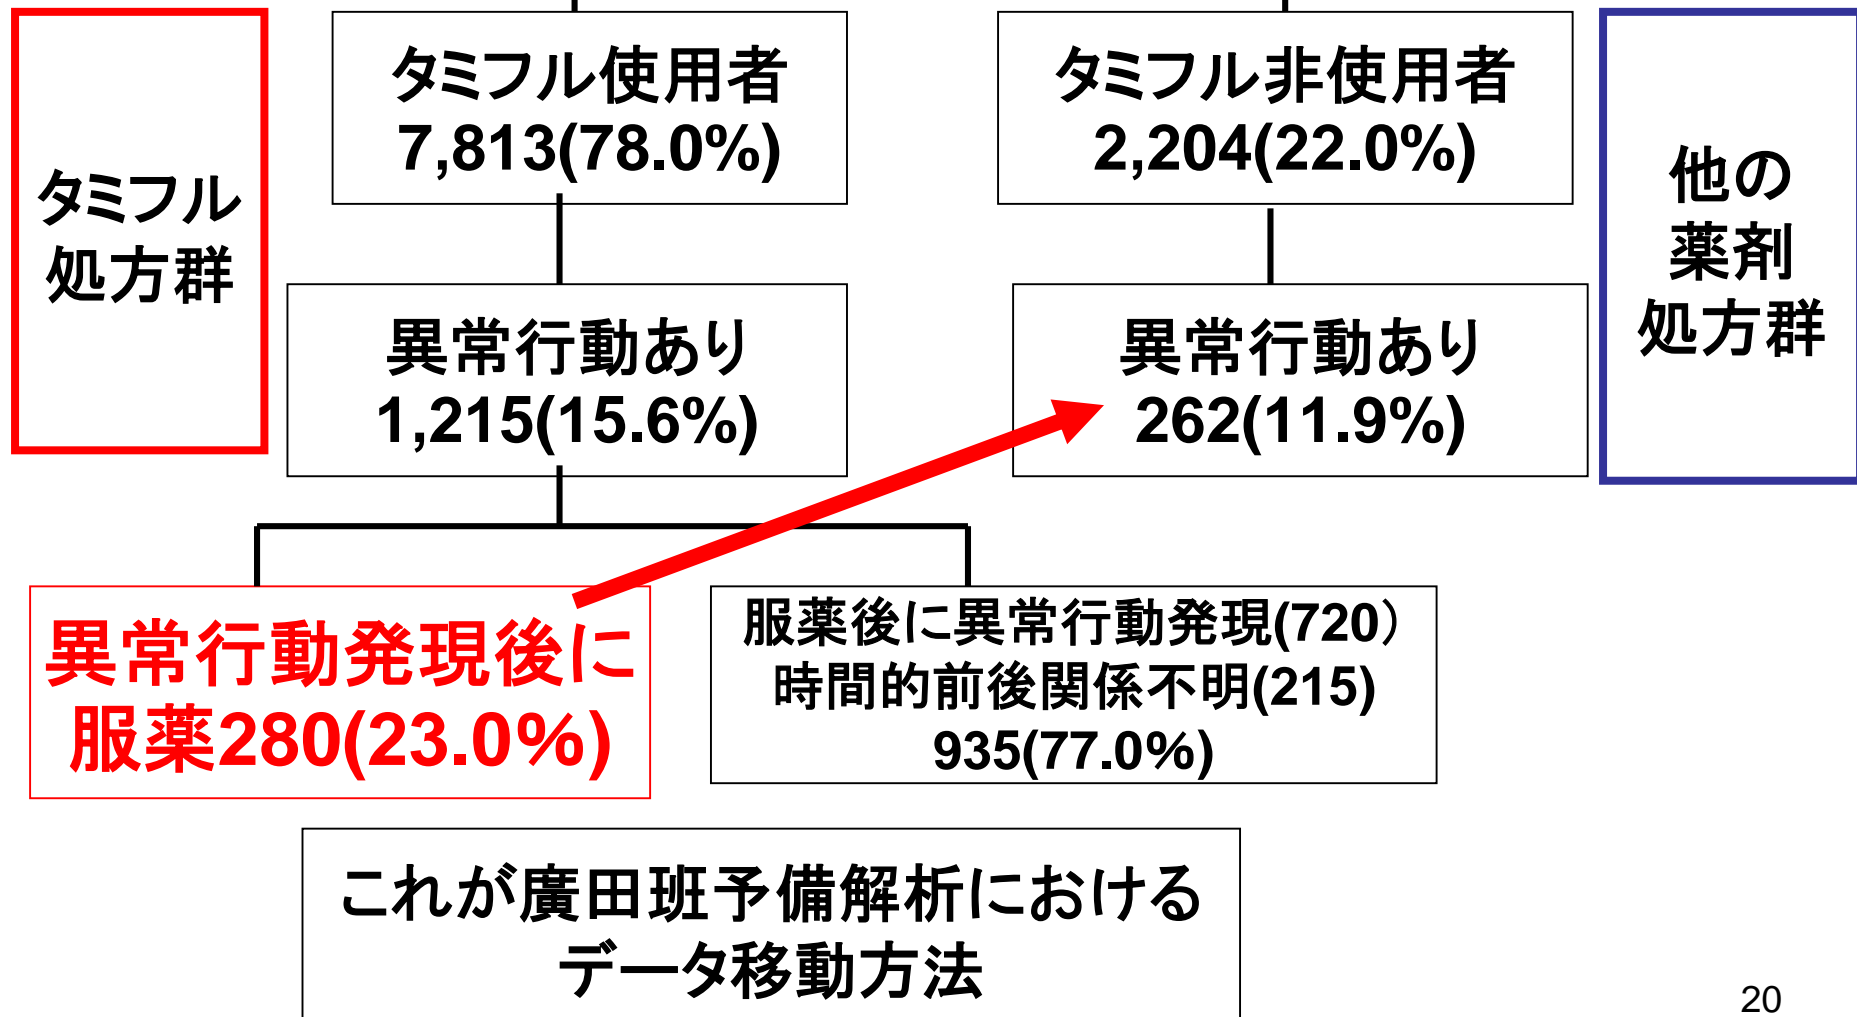 タミフル
処方群
タミフル使用者
7,813(78.0%)
タミフル非使用者
2,204(22.0%)
他の
薬剤
処方群
異常行動あり
1,215(15.6%)
異常行動あり
262(11.9%)
異常行動発現後に
服薬280(23.0%)
服薬後に異常行動発現(720）
時間的前後関係不明(215)
935(77.0%)
これが廣田班予備解析における
データ移動方法
20